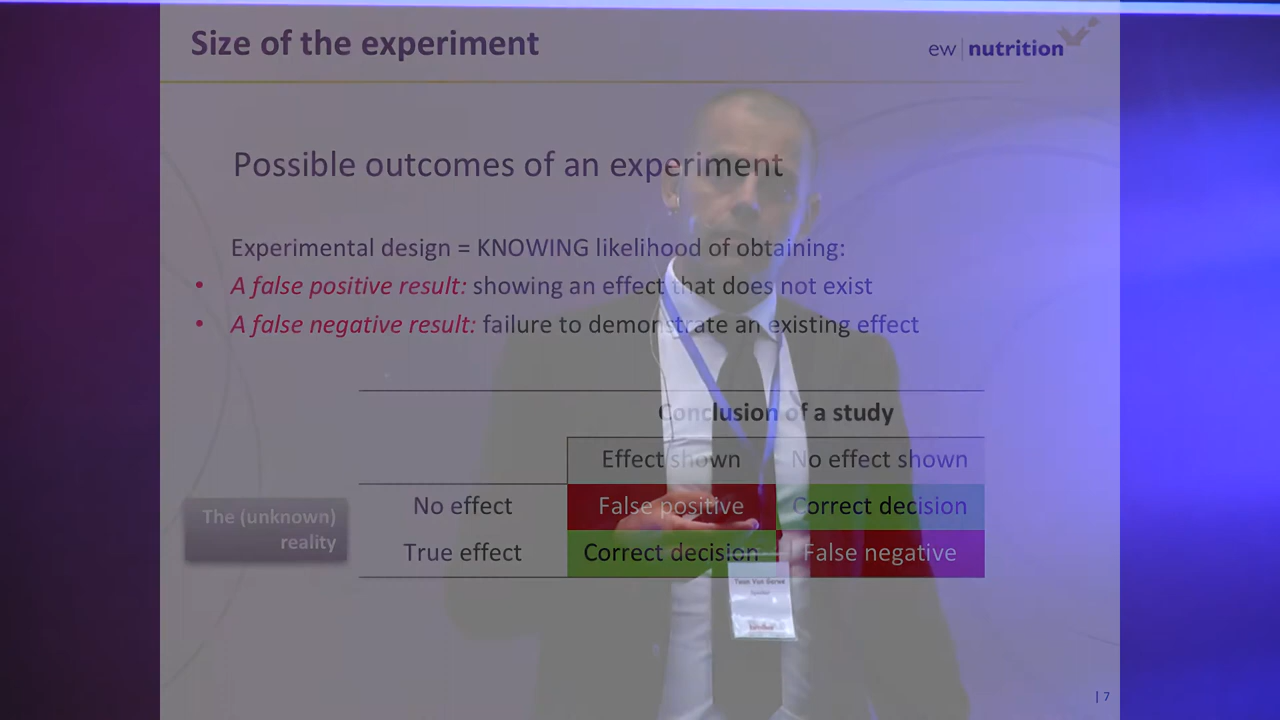 Size of the experiment
ew | nutrition
Possible outcomes of an experiment
Experimental design = KNOWING likelihood of obtaining:
• A false positive result: showing an effect that does not exist
• A false negative result: failure to demonstrate an existing effect
Conclusion of a study
Effect shown No effect shown
The (unknown)
reality
No effect False positive Correct decision
True effect Correct decision False negative
Speaker
| 7